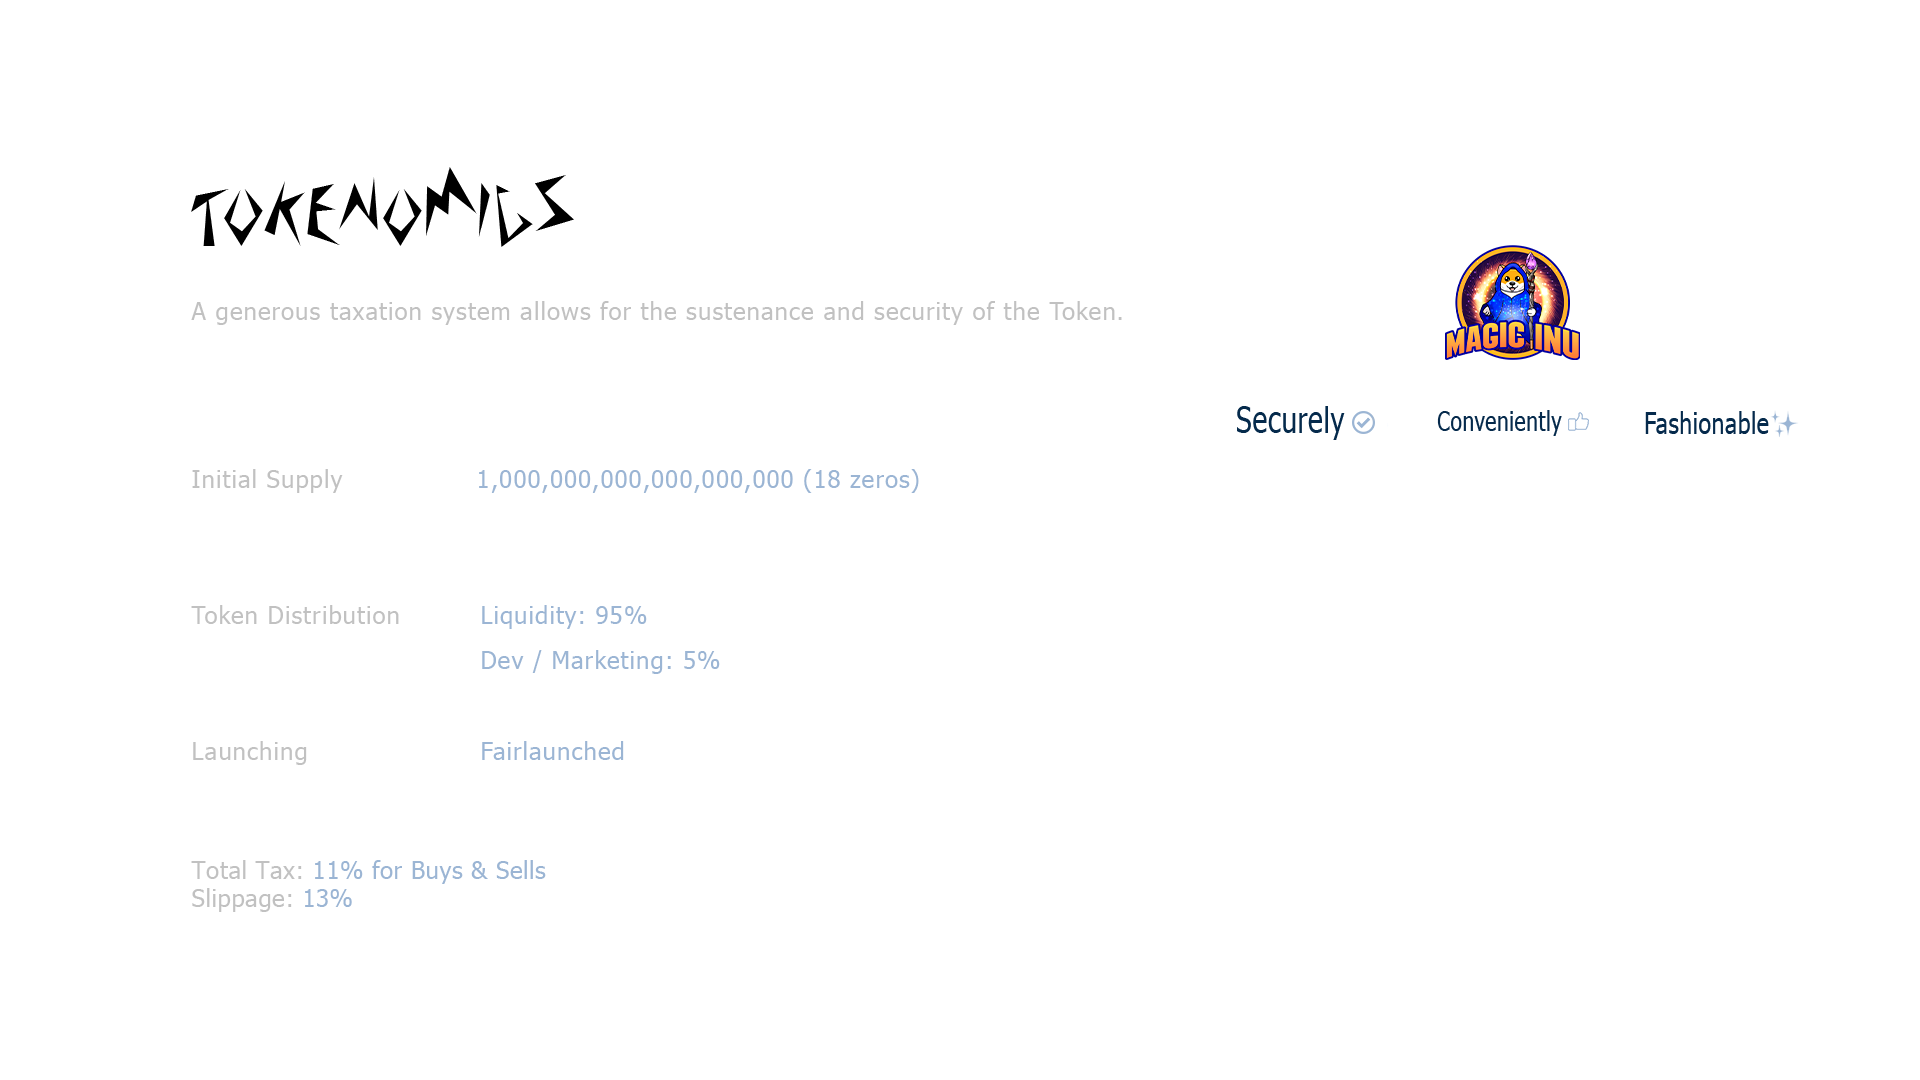 TOKENOMICS
A generous taxation system allows for the sustenance and security of the Token.
MAGIC INU
Securely
Conveniently
Fashionable
Initial Supply 1,000,000,000,000,000,000 (18 zeros)
Token Distribution Liquidity: 95%
Dev / Marketing: 5%
Launching Fairlaunched
Total Tax: 11% for Buys & Sells
Slippage: 13%